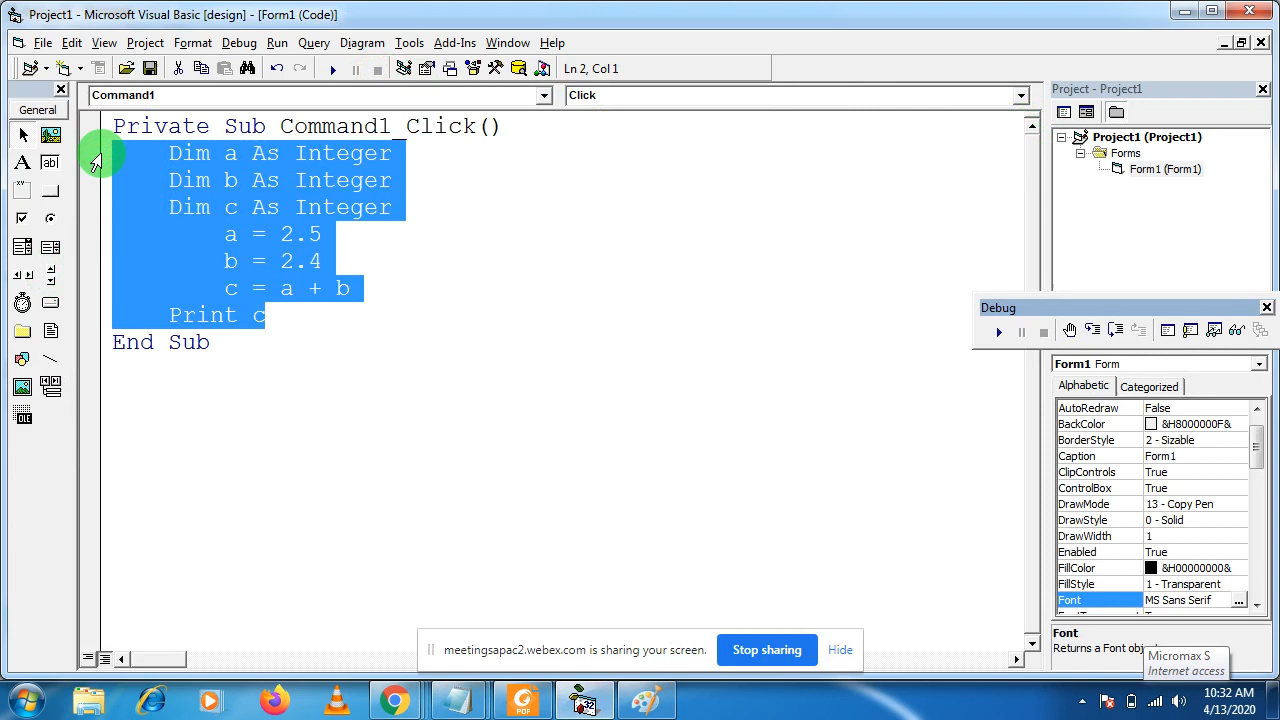 Project1 - Microsoft Visual Basic [design] - [Form1 (Code)]
File Edit View Project Format Debug Run Query Diagram Tools Add-Ins Window Help
Ln 2, Col 1
General
Command1
Click
Private Sub Command1_Click()
Dim a As Integer
Dim b As Integer
Dim c As Integer
a = 2.5
b = 2.4
c = a + b
Print c
End Sub
Project - Project1
Project1 (Project1)
Forms
Form1 (Form1)
Debug
Form1 Form
Alphabetic Categorized
AutoRedraw False
BackColor &H8000000F&
BorderStyle 2 - Sizable
Caption Form1
ClipControls True
ControlBox True
DrawMode 13 - Copy Pen
DrawStyle 0 - Solid
DrawWidth 1
Enabled True
FillColor &H00000000&
FillStyle 1 - Transparent
Font MS Sans Serif ...
Font
Returns a Font
Micromax S
Internet access
meetingsapac2.webex.com is sharing your screen. Stop sharing Hide
PDF
10:32 AM
4/13/2020